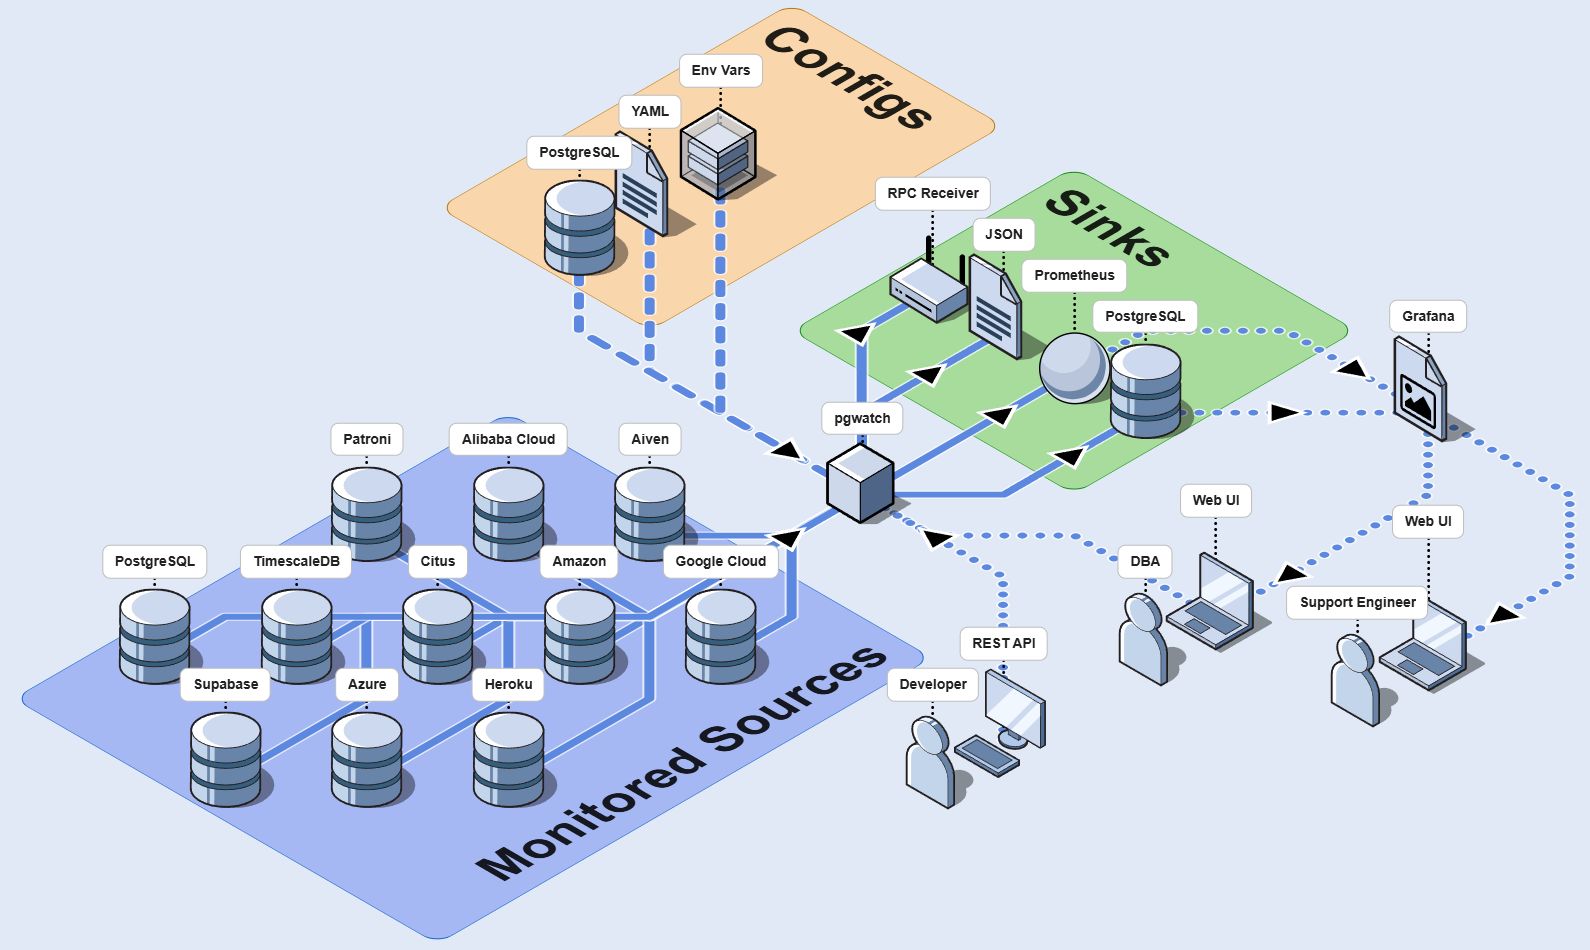 Configs
Env Vars
YAML
PostgreSQL
Sinks
RPC Receiver
JSON
Prometheus
PostgreSQL
Grafana
pgwatch
Patroni
Alibaba Cloud
Aiven
PostgreSQL
TimescaleDB
Citus
Amazon
Google Cloud
Supabase
Azure
Heroku
Monitored Sources
Web UI
Web UI
DBA
Support Engineer
REST API
Developer